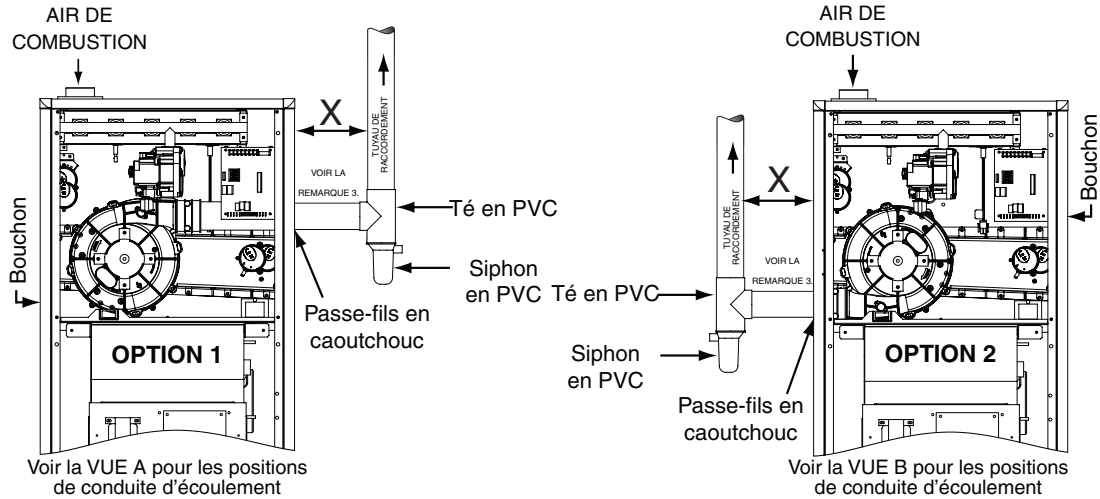 AIR DE
COMBUSTION
Bouchon
X
TUYAU DE
RACCORDEMENT
VOIR LA
REMARQUE 3.
Té en PVC
Siphon
en PVC
Passe-fils en
caoutchouc
OPTION 1
Voir la VUE A pour les positions
de conduite d'écoulement
AIR DE
COMBUSTION
Bouchon
X
TUYAU DE
RACCORDEMENT
VOIR LA
REMARQUE 3.
Té en PVC
Siphon
en PVC
Passe-fils en
caoutchouc
OPTION 2
Voir la VUE B pour les positions
de conduite d'écoulement